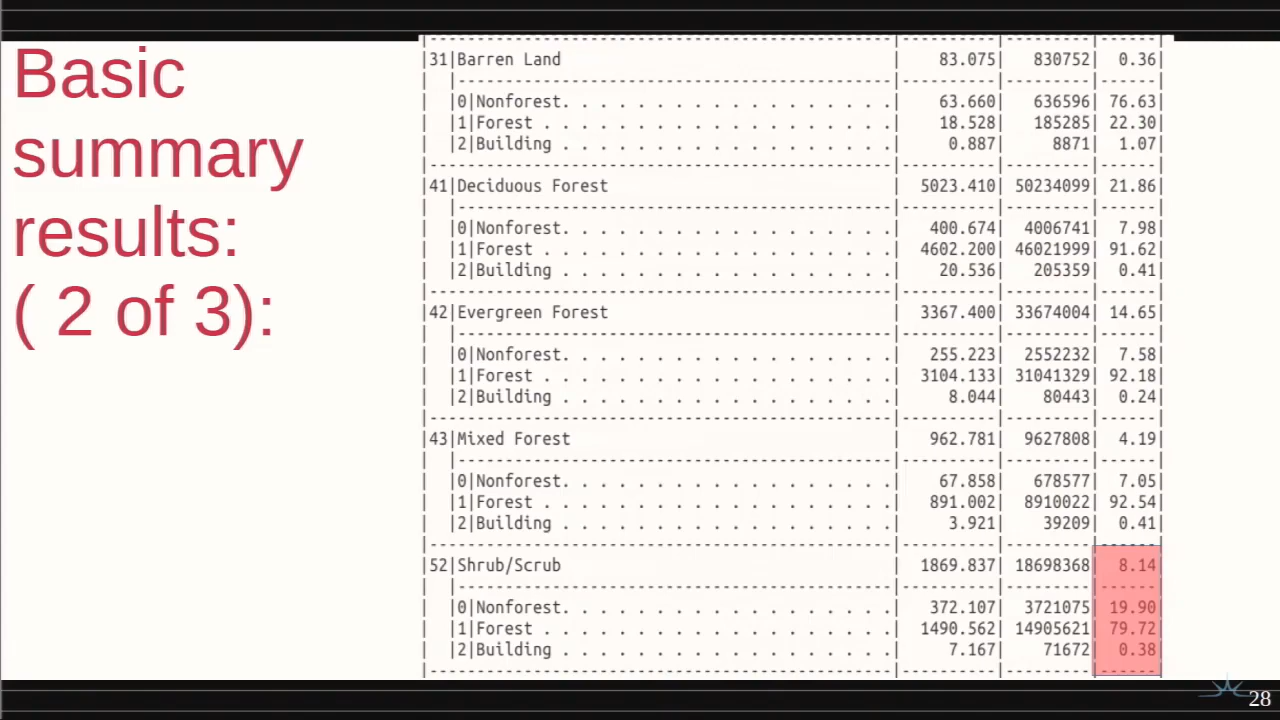 Basic
summary
results:
( 2 of 3):
|---------------------------------------------------|----------|---------|------|
|31|Barren Land | 83.075| 830752| 0.36|
| |------------------------------------------------|----------|---------|------|
| |0|Nonforest. . . . . . . . . . . . . . . . . . .| 63.660| 636596| 76.63|
| |1|Forest . . . . . . . . . . . . . . . . . . . .| 18.528| 185285| 22.30|
| |2|Building . . . . . . . . . . . . . . . . . . .| 0.887| 8871| 1.07|
|---------------------------------------------------|----------|---------|------|
|41|Deciduous Forest | 5023.410| 50234099| 21.86|
| |------------------------------------------------|----------|---------|------|
| |0|Nonforest. . . . . . . . . . . . . . . . . . .| 400.674| 4006741| 7.98|
| |1|Forest . . . . . . . . . . . . . . . . . . . .| 4602.200| 46021999| 91.62|
| |2|Building . . . . . . . . . . . . . . . . . . .| 20.536| 205359| 0.41|
|---------------------------------------------------|----------|---------|------|
|42|Evergreen Forest | 3367.400| 33674004| 14.65|
| |------------------------------------------------|----------|---------|------|
| |0|Nonforest. . . . . . . . . . . . . . . . . . .| 255.223| 2552232| 7.58|
| |1|Forest . . . . . . . . . . . . . . . . . . . .| 3104.133| 31041329| 92.18|
| |2|Building . . . . . . . . . . . . . . . . . . .| 8.044| 80443| 0.24|
|---------------------------------------------------|----------|---------|------|
|43|Mixed Forest | 962.781| 9627808| 4.19|
| |------------------------------------------------|----------|---------|------|
| |0|Nonforest. . . . . . . . . . . . . . . . . . .| 67.858| 678577| 7.05|
| |1|Forest . . . . . . . . . . . . . . . . . . . .| 891.002| 8910022| 92.54|
| |2|Building . . . . . . . . . . . . . . . . . . .| 3.921| 39209| 0.41|
|---------------------------------------------------|----------|---------|------|
|52|Shrub/Scrub | 1869.837| 18698368| 8.14|
| |------------------------------------------------|----------|---------|------|
| |0|Nonforest. . . . . . . . . . . . . . . . . . .| 372.107| 3721075| 19.90|
| |1|Forest . . . . . . . . . . . . . . . . . . . .| 1490.562| 14905621| 79.72|
| |2|Building . . . . . . . . . . . . . . . . . . .| 7.167| 71672| 0.38|
|---------------------------------------------------|----------|---------|------|
28